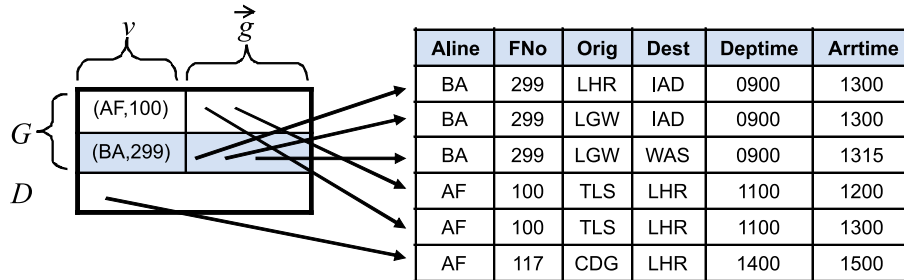 v g
G (AF,100)
(BA,299)
D
Aline FNo Orig Dest Deptime Arrtime
BA 299 LHR IAD 0900 1300
BA 299 LGW IAD 0900 1300
BA 299 LGW WAS 0900 1315
AF 100 TLS LHR 1100 1200
AF 100 TLS LHR 1100 1300
AF 117 CDG LHR 1400 1500